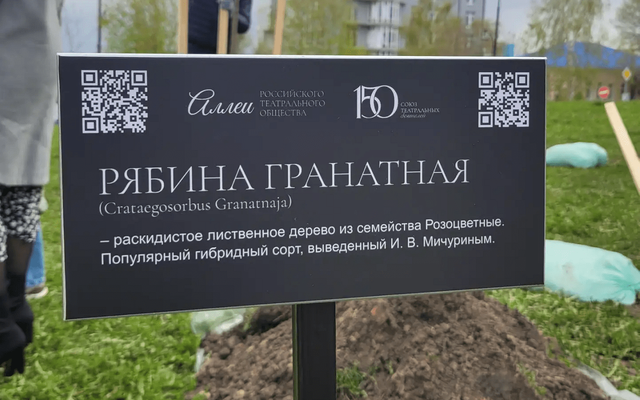 Аллеи
РОССИЙСКОГО
ТЕАТРАЛЬНОГО
ОБЩЕСТВА
150
СОЮЗ
ТЕАТРАЛЬНЫХ
деятелей
РЯБИНА ГРАНАТНАЯ
(Crataegosorbus Granatnaja)
– раскидистое лиственное дерево из семейства Розоцветные.
Популярный гибридный сорт, выведенный И. В. Мичуриным.